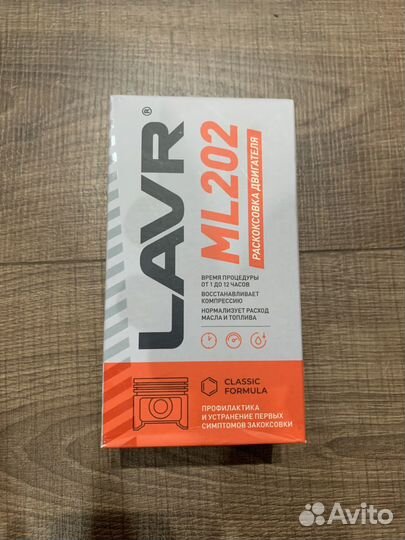 LAVR®
ML202
РАСКОКСОВКА ДВИГАТЕЛЯ
ВРЕМЯ ПРОЦЕДУРЫ
ОТ 1 ДО 12 ЧАСОВ
ВОССТАНАВЛИВАЕТ
КОМПРЕССИЮ
НОРМАЛИЗУЕТ РАСХОД
МАСЛА И ТОПЛИВА
CLASSIC
FORMULA
ПРОФИЛАКТИКА
И УСТРАНЕНИЕ ПЕРВЫХ
СИМПТОМОВ ЗАКОКСОВКИ
Avito